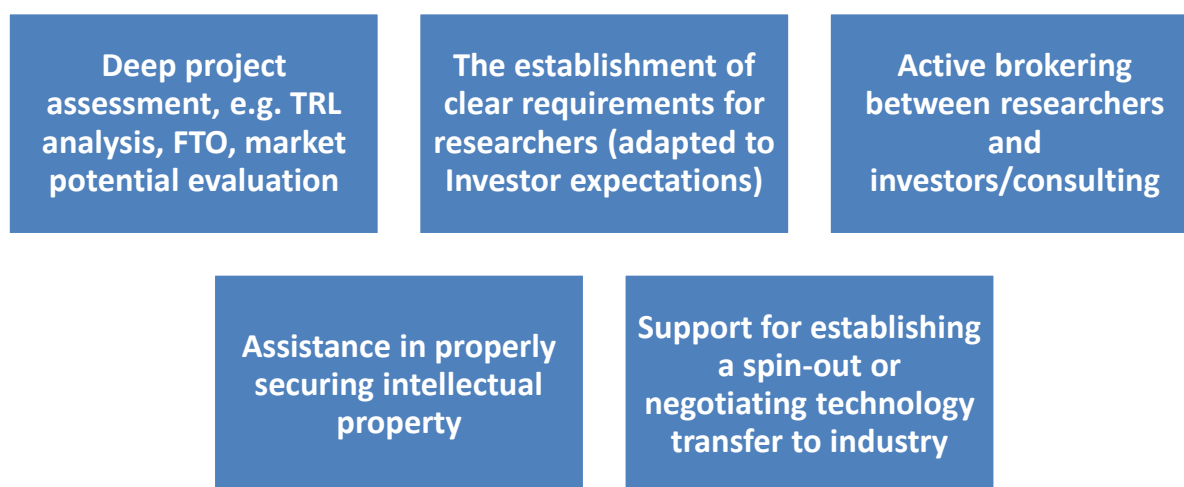 Deep project
assessment, e.g. TRL
analysis, FTO, market
potential evaluation
The establishment of
clear requirements for
researchers (adapted to
Investor expectations)
Active brokering
between researchers
and
investors/consulting
Assistance in properly
securing intellectual
property
Support for establishing
a spin-out or
negotiating technology
transfer to industry